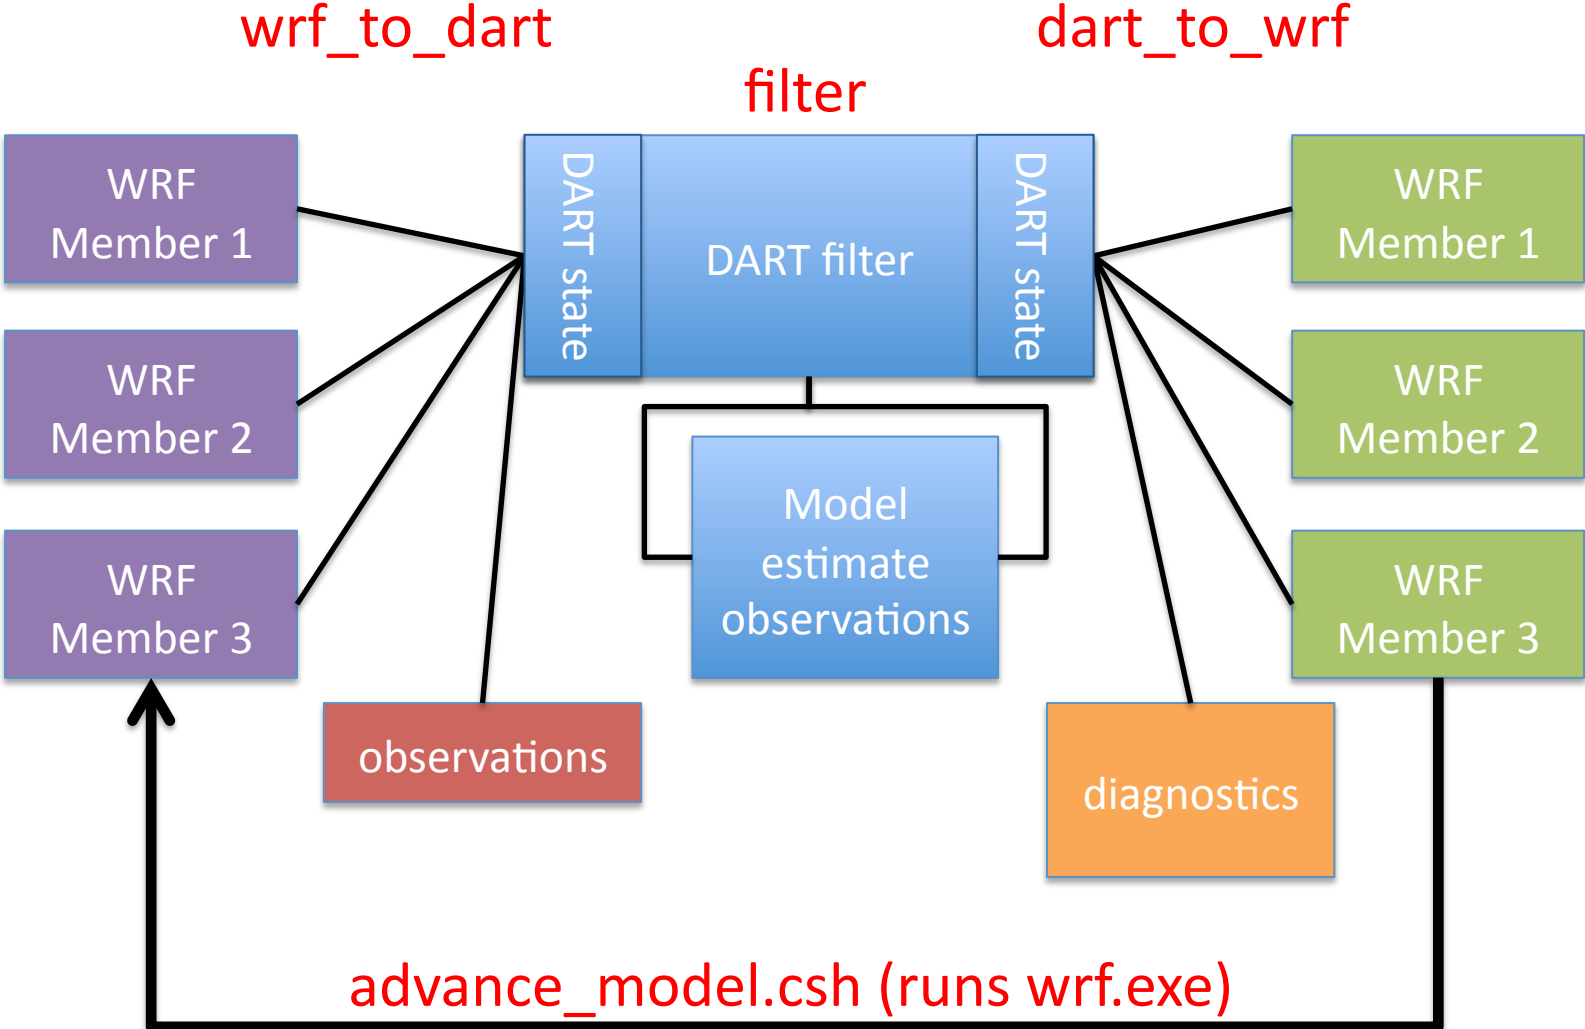 wrf_to_dart
dart_to_wrf
filter
WRF
Member 1
DART state
DART filter
DART state
WRF
Member 1
WRF
Member 2
WRF
Member 2
Model
estimate
observations
WRF
Member 3
WRF
Member 3
observations
diagnostics
advance_model.csh (runs wrf.exe)